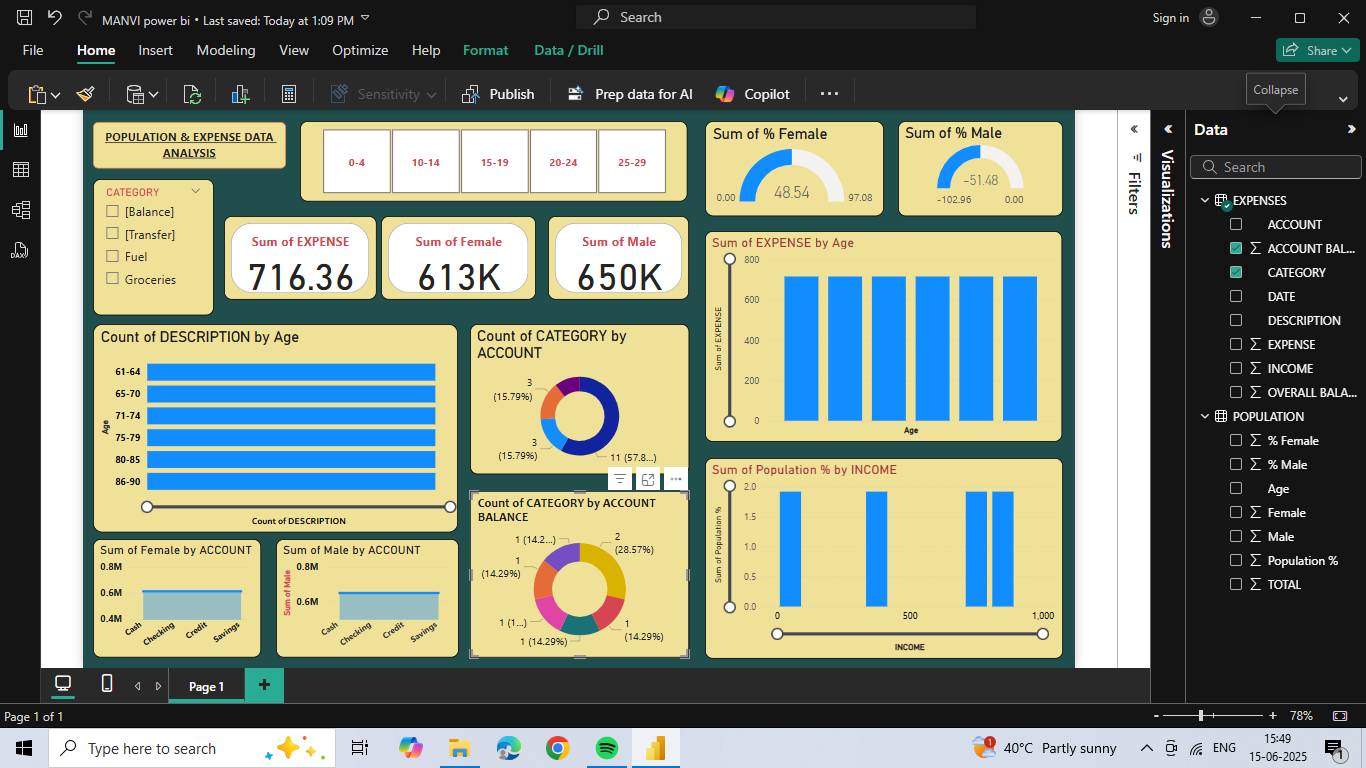 MANVI power bi • Last saved: Today at 1:09 PM
Search
Sign in
File
Home
Insert
Modeling
View
Optimize
Help
Format
Data / Drill
Share
Sensitivity
Publish
Prep data for AI
Copilot
Collapse
POPULATION & EXPENSE DATA
ANALYSIS
0-4
10-14
15-19
20-24
25-29
CATEGORY
[Balance]
[Transfer]
Fuel
Groceries
Sum of EXPENSE
716.36
Sum of Female
613K
Sum of Male
650K
Sum of % Female
48.54
0.00
97.08
Sum of % Male
-51.48
-102.96
0.00
Sum of EXPENSE by Age
Sum of EXPENSE
800
600
400
200
0
Age
Count of DESCRIPTION by Age
Age
61-64
65-70
71-74
75-79
80-85
86-90
Count of DESCRIPTION
Count of CATEGORY by
ACCOUNT
3
(15.79%)
3
(15.79%)
11 (57.8...)
Count of CATEGORY by ACCOUNT
BALANCE
1 (14.2...)
2
(28.57%)
1
(14.29%)
1 (1...)
1 (14.29%)
1
(14.29%)
Sum of Population % by INCOME
Sum of Population %
2.0
1.5
1.0
0.5
0.0
0
500
1,000
INCOME
Sum of Female by ACCOUNT
0.8M
0.6M
0.4M
Cash
Checking
Credit
Savings
Sum of Male by ACCOUNT
Sum of Male
0.8M
0.6M
Cash
Checking
Credit
Savings
Filters
Visualizations
Data
Search
EXPENSES
ACCOUNT
ACCOUNT BAL...
CATEGORY
DATE
DESCRIPTION
EXPENSE
INCOME
OVERALL BALA...
POPULATION
% Female
% Male
Age
Female
Male
Population %
TOTAL
Page 1
Page 1 of 1
- + 78%
Type here to search
1
40°C Partly sunny
ENG
15:49
15-06-2025
1
DAX